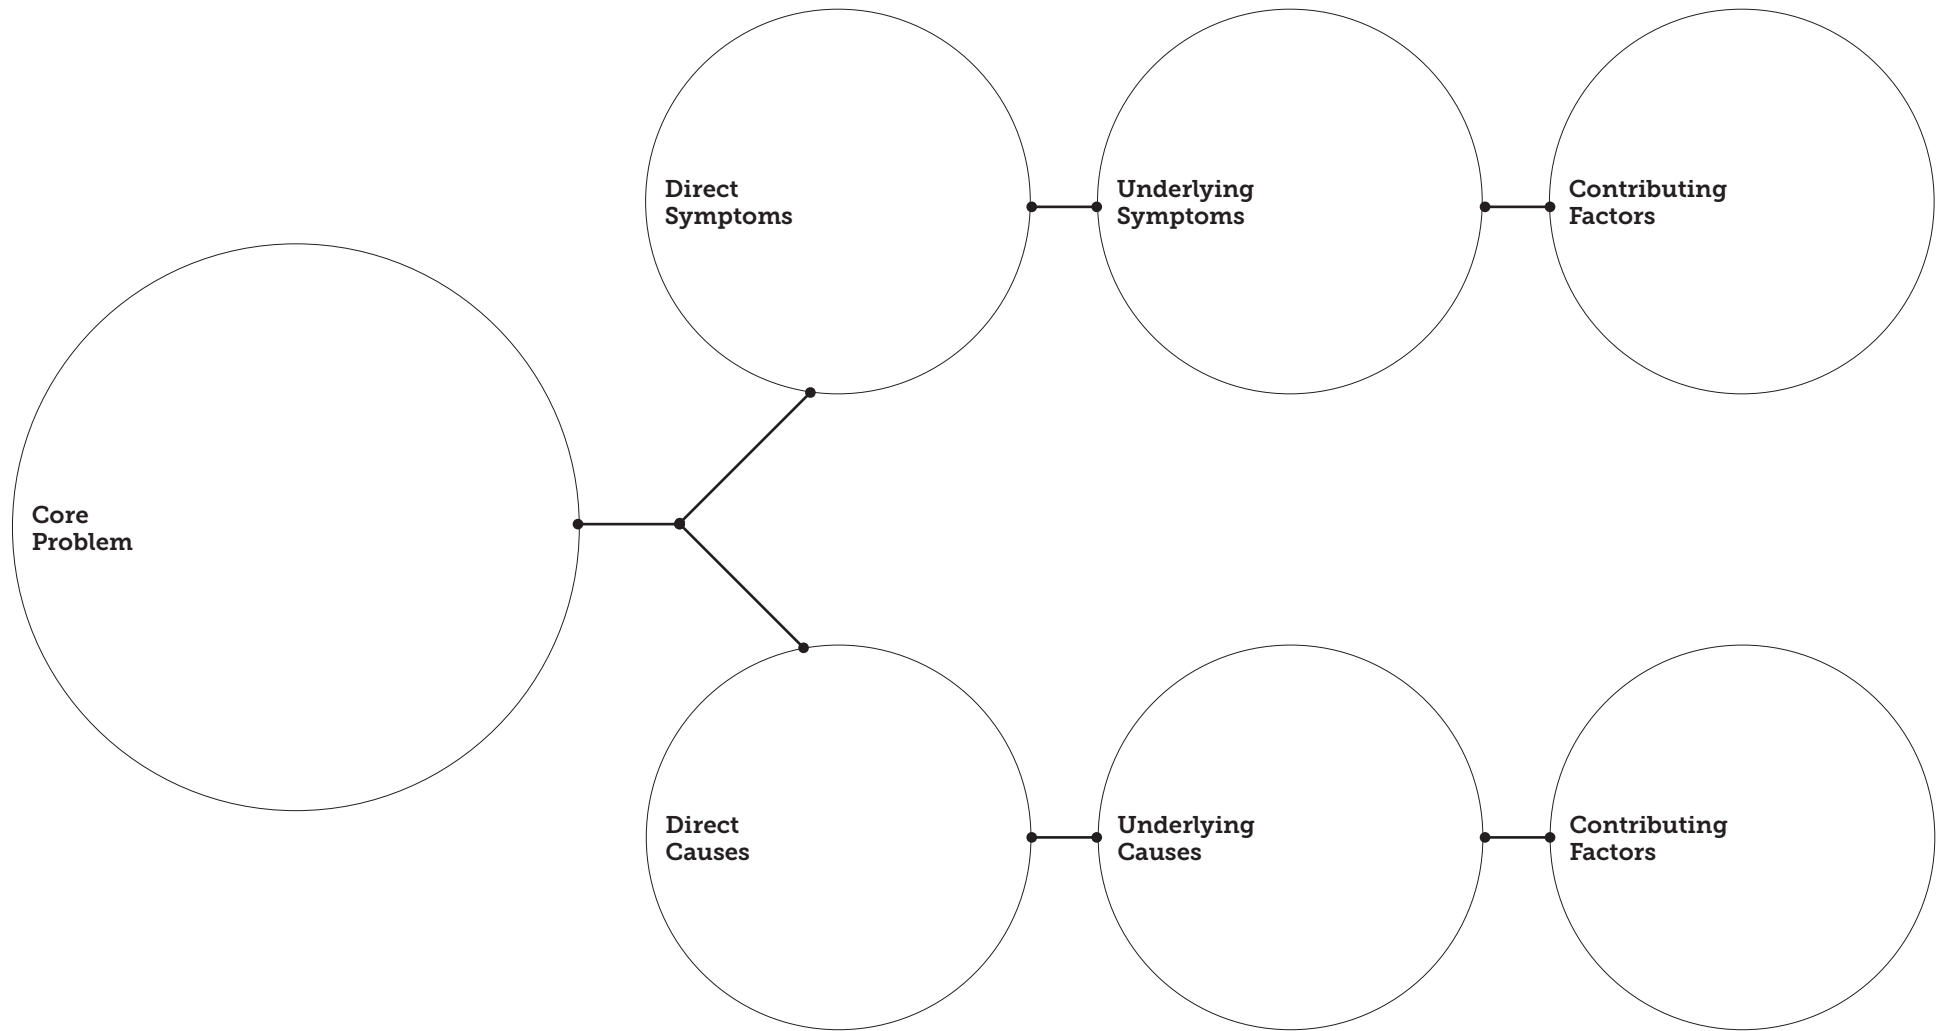 Direct
Symptoms
Underlying
Symptoms
Contributing
Factors
Core
Problem
Direct
Causes
Underlying
Causes
Contributing
Factors